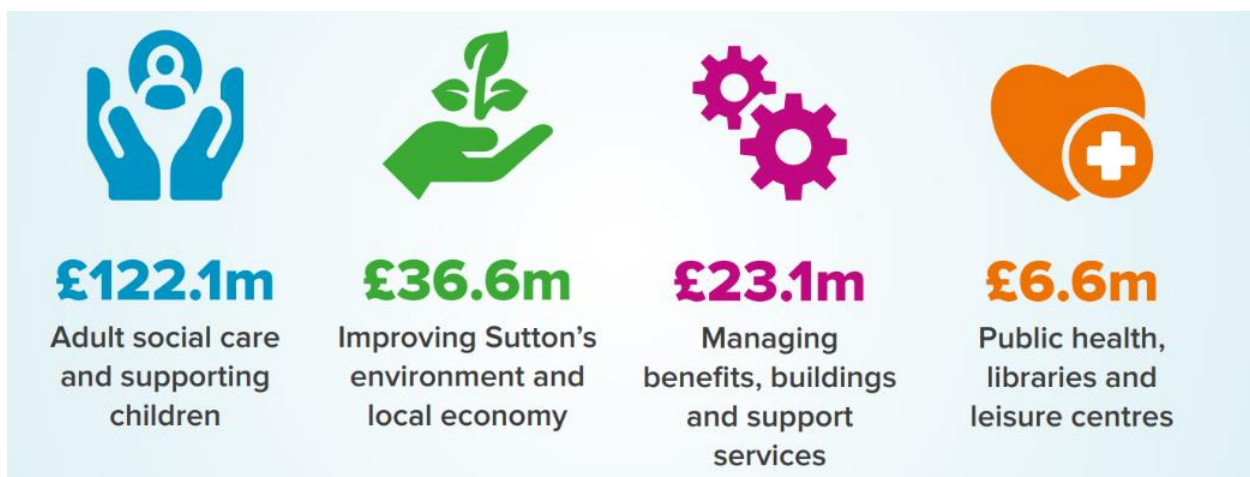 £122.1m
Adult social care
and supporting
children
£36.6m
Improving Sutton’s
environment and
local economy
£23.1m
Managing
benefits, buildings
and support
services
£6.6m
Public health,
libraries and
leisure centres